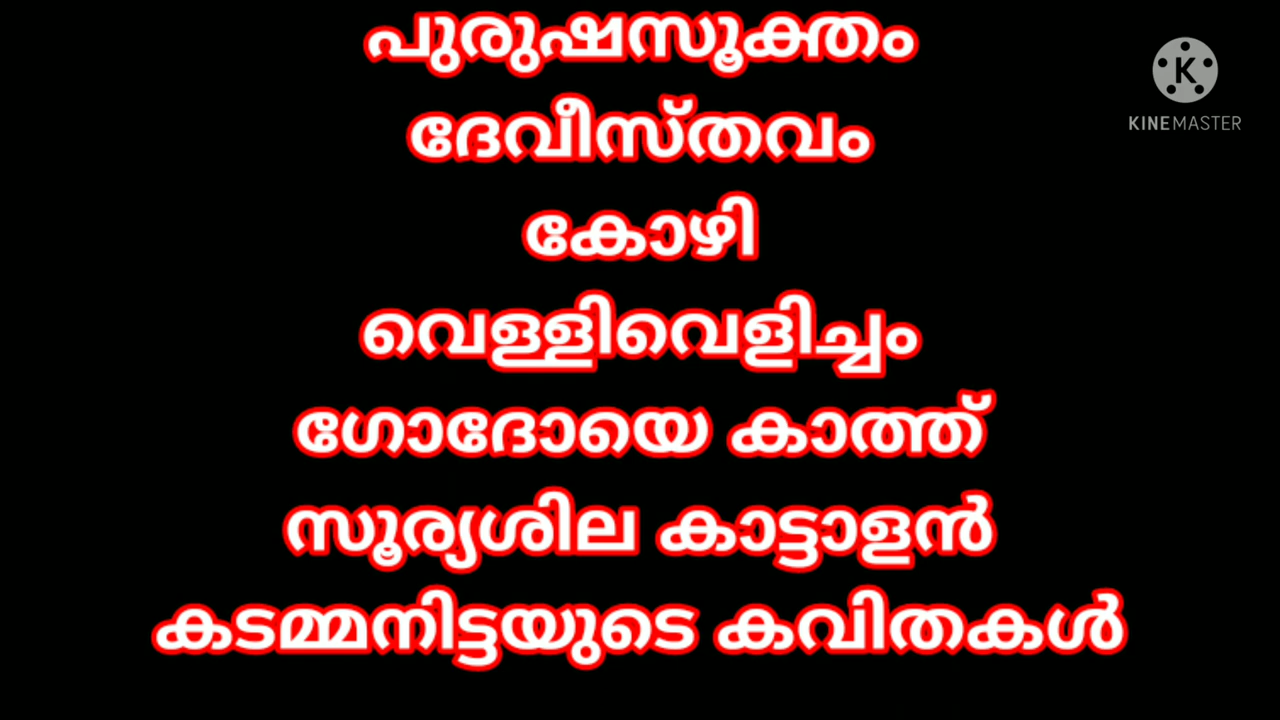 പുരുഷസൂക്തം
ദേവീസ്തവം
കോഴി
വെള്ളിവെളിച്ചം
ഗോദോയെ കാത്ത്
സൂര്യശില കാട്ടാളൻ
കടമ്മനിട്ടയുടെ കവിതകൾ
K
KINEMASTER